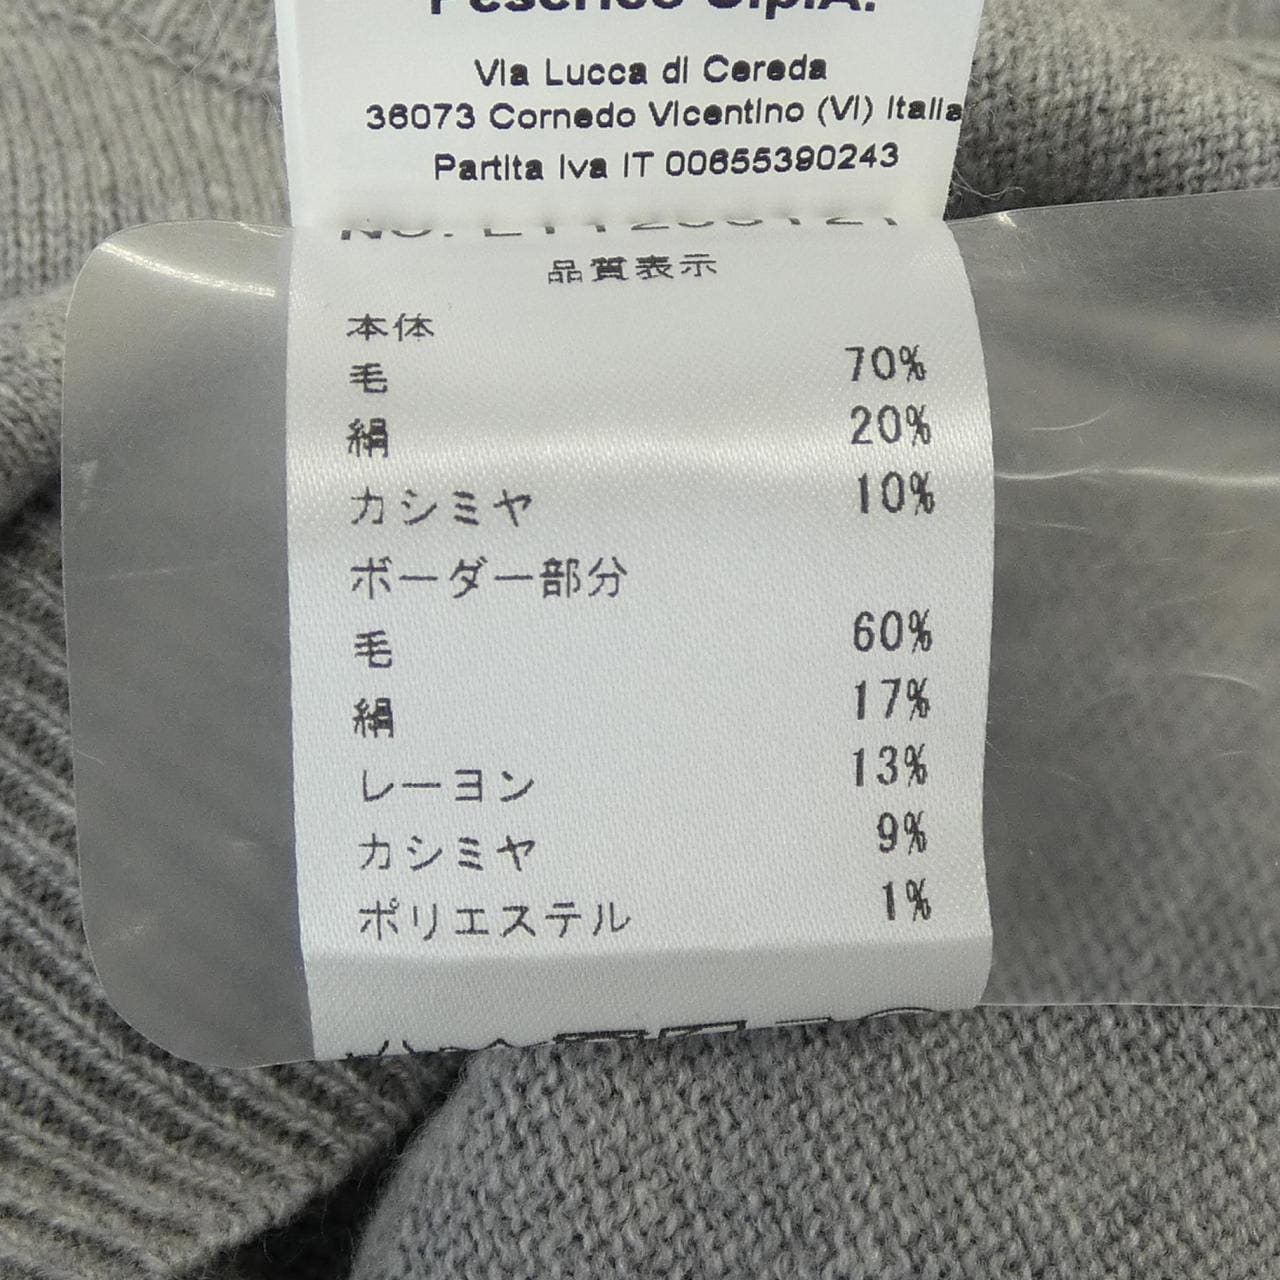 Peserico S.p.A.
Via Lucca di Cereda
36073 Cornedo Vicentino (VI) Italia
Partita Iva IT 00655390243
品質表示
本体
毛 70%
絹 20%
カシミヤ 10%
ボーダー部分
毛 60%
絹 17%
レーヨン 13%
カシミヤ 9%
ポリエステル 1%